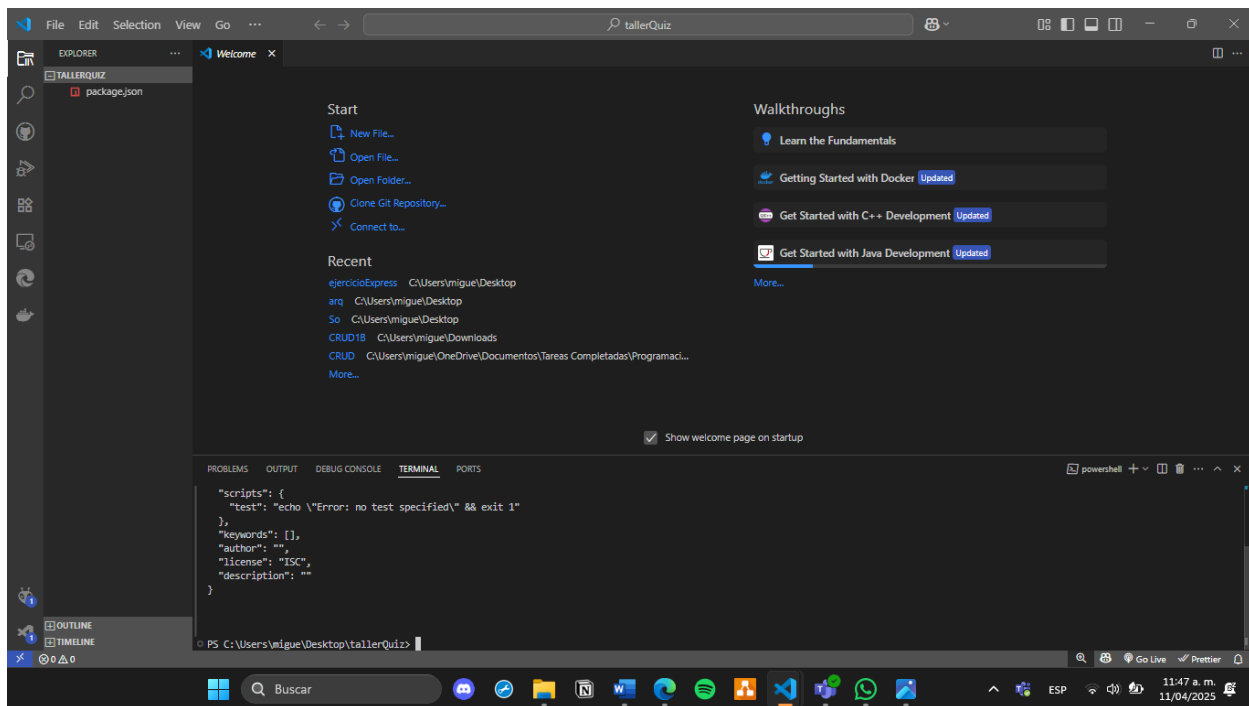 File Edit Selection View Go ··· tallerQuiz
EXPLORER ··· Welcome
TALLERQUIZ
package.json
Start
New File...
Open File...
Open Folder...
Clone Git Repository...
Connect to...
Recent
ejercicioExpress C:\Users\migue\Desktop
arq C:\Users\migue\Desktop
So C:\Users\migue\Desktop
CRUD18 C:\Users\migue\Downloads
CRUD C:\Users\migue\OneDrive\Documentos\Tareas Completadas\Programaci...
More...
Walkthroughs
Learn the Fundamentals
Getting Started with Docker Updated
Get Started with C++ Development Updated
Get Started with Java Development Updated
More...
Show welcome page on startup
PROBLEMS OUTPUT DEBUG CONSOLE TERMINAL PORTS powershell
"scripts": {
"test": "echo \"Error: no test specified\" && exit 1"
},
"keywords": [],
"author": "",
"license": "ISC",
"description": ""
}
PS C:\Users\migue\Desktop\tallerQuiz>
OUTLINE
TIMELINE
0 0 Go Live Prettier
Buscar ESP 11:47 a. m.
11/04/2025